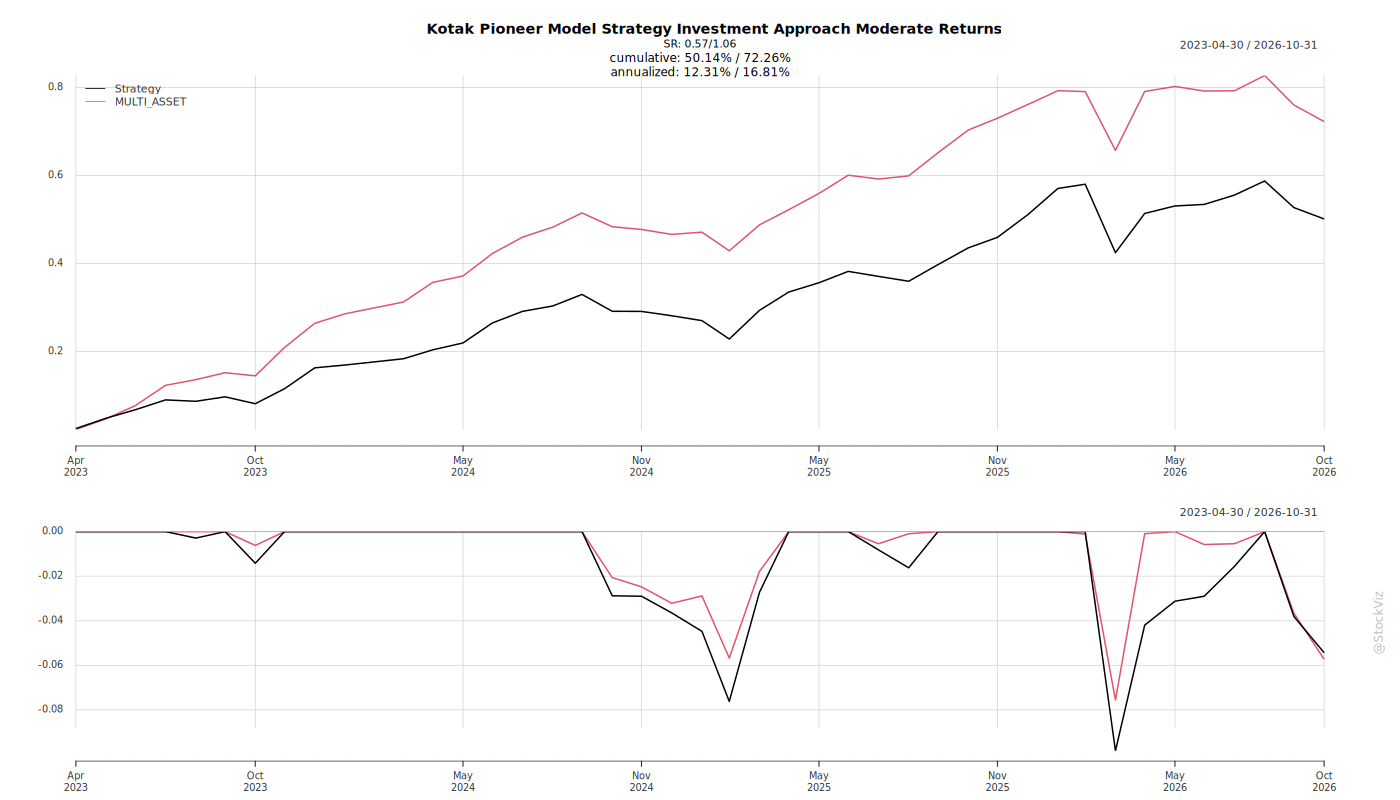 Kotak Pioneer Model Strategy Investment Approach Moderate Returns
SR: 0.57/1.06
cumulative: 50.14% / 72.26%
annualized: 12.31% / 16.81%
2023-04-30 / 2026-10-31
Strategy
MULTI_ASSET
0.8
0.6
0.4
0.2
Apr Oct May Nov May Nov May Oct
2023 2023 2024 2024 2025 2025 2026 2026
2023-04-30 / 2026-10-31
0.00
-0.02
-0.04
-0.06
-0.08
Apr Oct May Nov May Nov May Oct
2023 2023 2024 2024 2025 2025 2026 2026
@StockViz